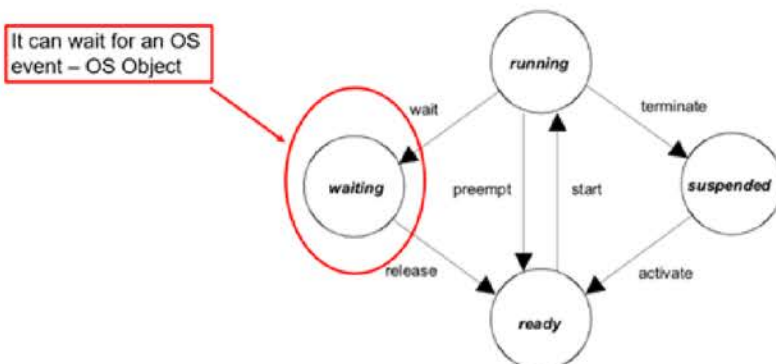 It can wait for an OS
event – OS Object
running
wait
terminate
waiting
preempt
start
suspended
release
activate
ready